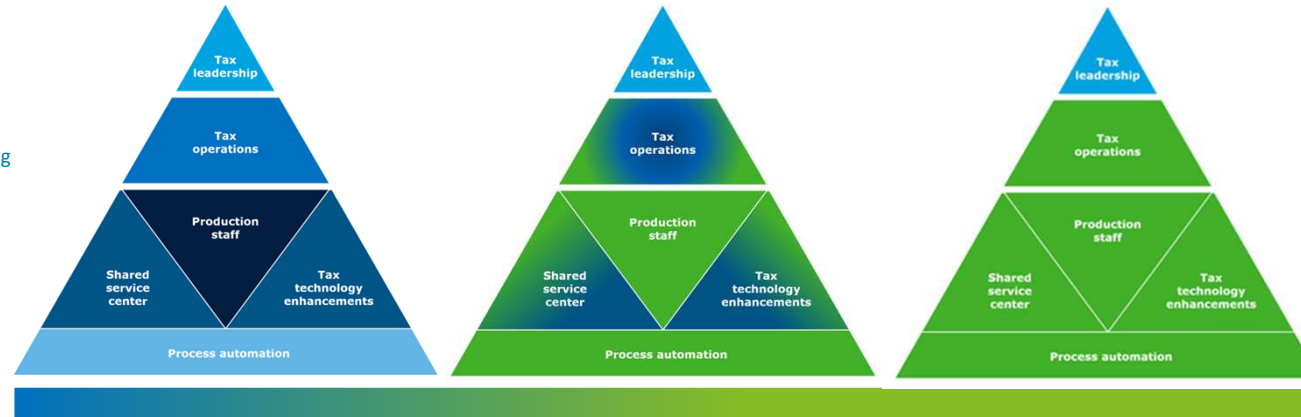 g
Tax
leadership
Tax
operations
Production
staff
Shared
service
center
Tax
technology
enhancements
Process automation
Tax
leadership
Tax
operations
Production
staff
Shared
service
center
Tax
technology
enhancements
Process automation
Tax
leadership
Tax
operations
Production
staff
Shared
service
center
Tax
technology
enhancements
Process automation